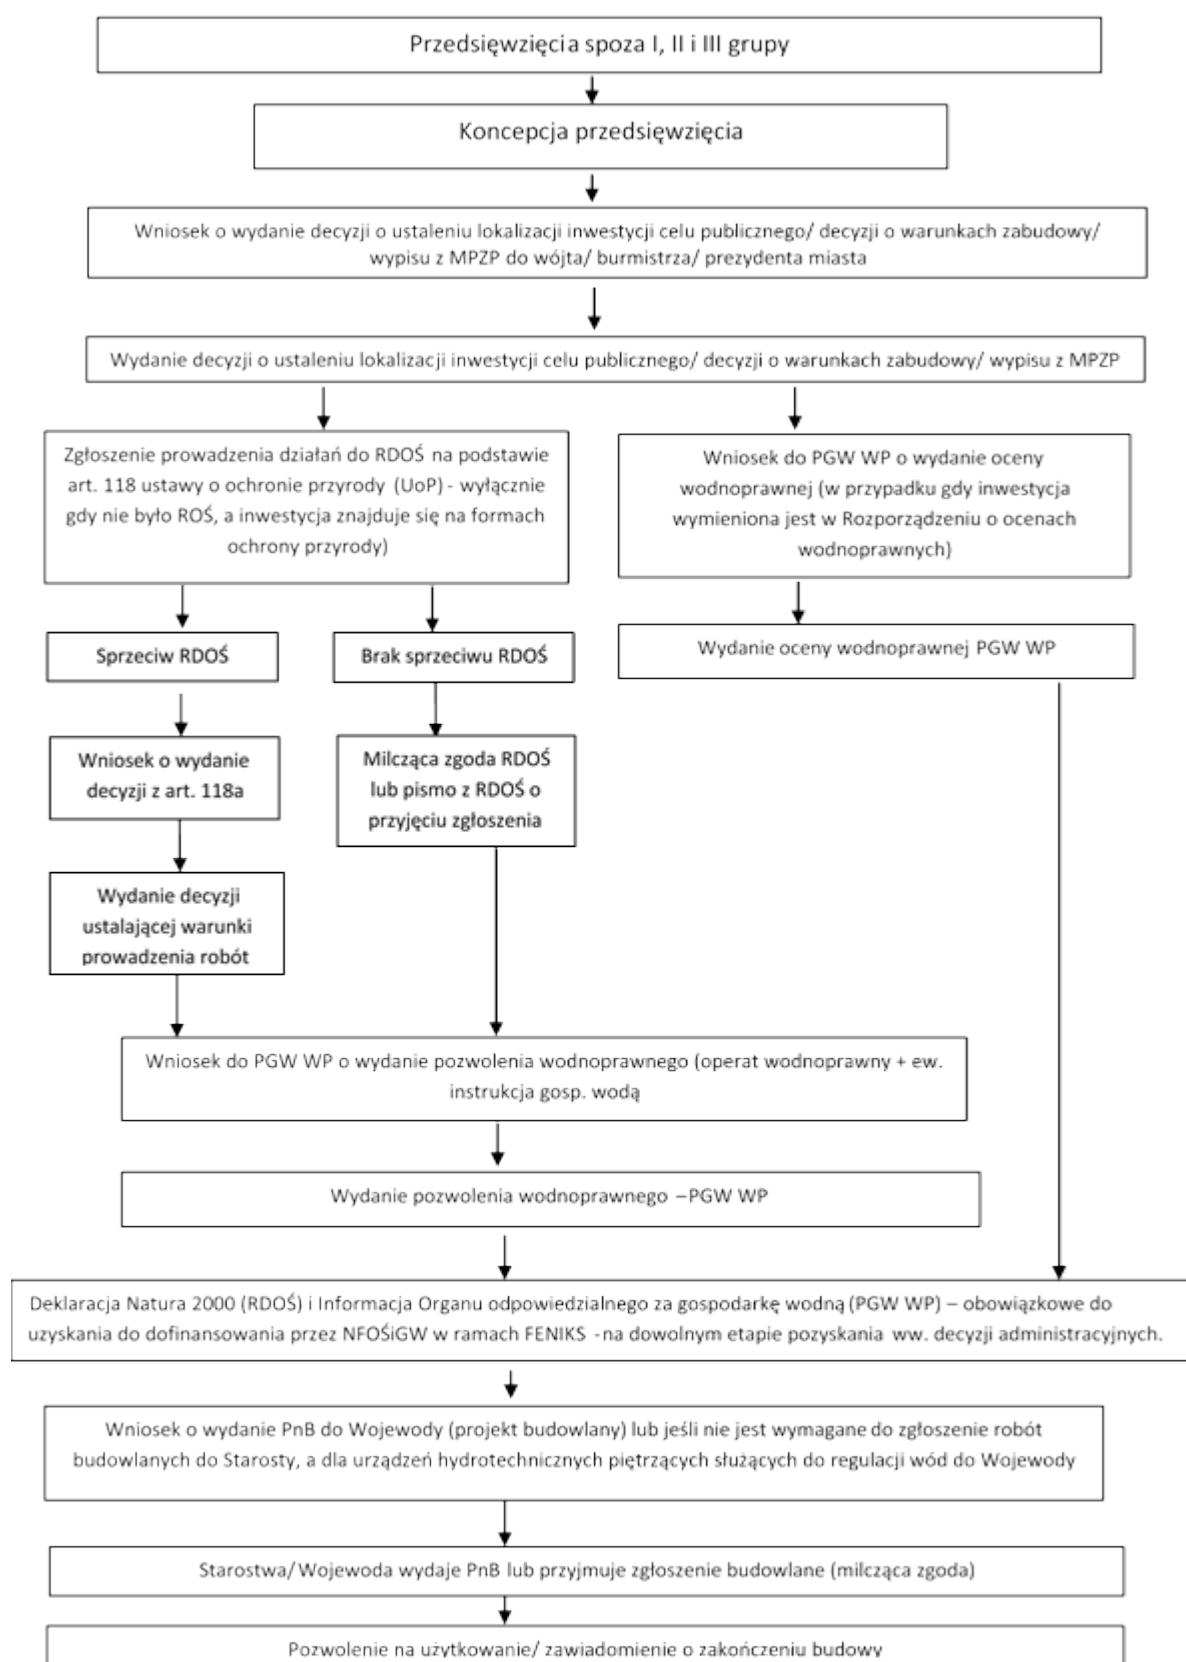 Przedsięwzięcia spoza I, II i III grupy
Koncepcja przedsięwzięcia
Wniosek o wydanie decyzji o ustaleniu lokalizacji inwestycji celu publicznego/ decyzji o warunkach zabudowy/
wypisu z MPZP do wójta/ burmistrza/ prezydenta miasta
Wydanie decyzji o ustaleniu lokalizacji inwestycji celu publicznego/ decyzji o warunkach zabudowy/ wypisu z MPZP
Zgłoszenie prowadzenia działań do RDOŚ na podstawie
art. 118 ustawy o ochronie przyrody (UoP) - wyłącznie
gdy nie było ROŚ, a inwestycja znajduje się na formach
ochrony przyrody)
Wniosek do PGW WP o wydanie oceny
wodnoprawnej (w przypadku gdy inwestycja
wymieniona jest w Rozporządzeniu o ocenach
wodnoprawnych)
Sprzeciw RDOŚ
Brak sprzeciwu RDOŚ
Wydanie oceny wodnoprawnej PGW WP
Wniosek o wydanie
decyzji z art. 118a
Milcząca zgoda RDOŚ
lub pismo z RDOŚ o
przyjęciu zgłoszenia
Wydanie decyzji
ustalającej warunki
prowadzenia robót
Wniosek do PGW WP o wydanie pozwolenia wodnoprawnego (operat wodnoprawny + ew.
instrukcja gosp. wodą
Wydanie pozwolenia wodnoprawnego –PGW WP
Deklaracja Natura 2000 (RDOŚ) i Informacja Organu odpowiedzialnego za gospodarkę wodną (PGW WP) – obowiązkowe do
uzyskania do dofinansowania przez NFOŚiGW w ramach FENIKS -na dowolnym etapie pozyskania ww. decyzji administracyjnych.
Wniosek o wydanie PnB do Wojewody (projekt budowlany) lub jeśli nie jest wymagane do zgłoszenie robót
budowlanych do Starosty, a dla urządzeń hydrotechnicznych piętrzących służących do regulacji wód do Wojewody
Starostwa/ Wojewoda wydaje PnB lub przyjmuje zgłoszenie budowlane (milcząca zgoda)
Pozwolenie na użytkowanie/ zawiadomienie o zakończeniu budowy